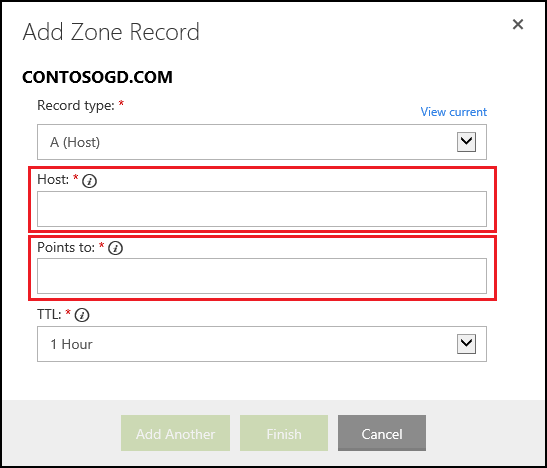 Add Zone Record
CONTOSOGD.COM
Record type: *
View current
A (Host)
Host: *
Points to: *
TTL: *
1 Hour
Add Another Finish Cancel